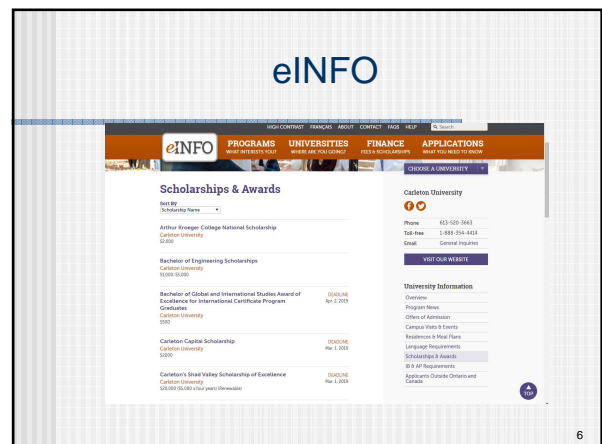 eINFO
HIGH CONTRAST FRANÇAIS ABOUT CONTACT FAQS HELP Search
eINFO PROGRAMS UNIVERSITIES FINANCE APPLICATIONS
WHAT INTERESTS YOU? WHERE ARE YOU GOING? FEES & SCHOLARSHIPS WHAT YOU NEED TO KNOW
CHOOSE A UNIVERSITY
Scholarships & Awards
Sort By
Scholarship Name
Arthur Kroeger College National Scholarship
Carleton University
$2,000
Bachelor of Engineering Scholarships
Carleton University
$1,000-$5,000
Bachelor of Global and International Studies Award of DEADLINE
Excellence for International Certificate Program Apr. 2, 2019
Graduates
Carleton University
$500
Carleton Capital Scholarship DEADLINE
Carleton University Mar. 1, 2019
$2000
Carleton's Shad Valley Scholarship of Excellence DEADLINE
Carleton University Mar. 1, 2019
$20,000 ($5,000 x four years) (Renewable)
Carleton University
Phone 613-520-3663
Toll-free 1-888-354-4414
Email General Inquiries
VISIT OUR WEBSITE
University Information
Overview
Program News
Offers of Admission
Campus Visits & Events
Residences & Meal Plans
Language Requirements
Scholarships & Awards
IB & AP Requirements
Applicants Outside Ontario and
Canada
TOP
6